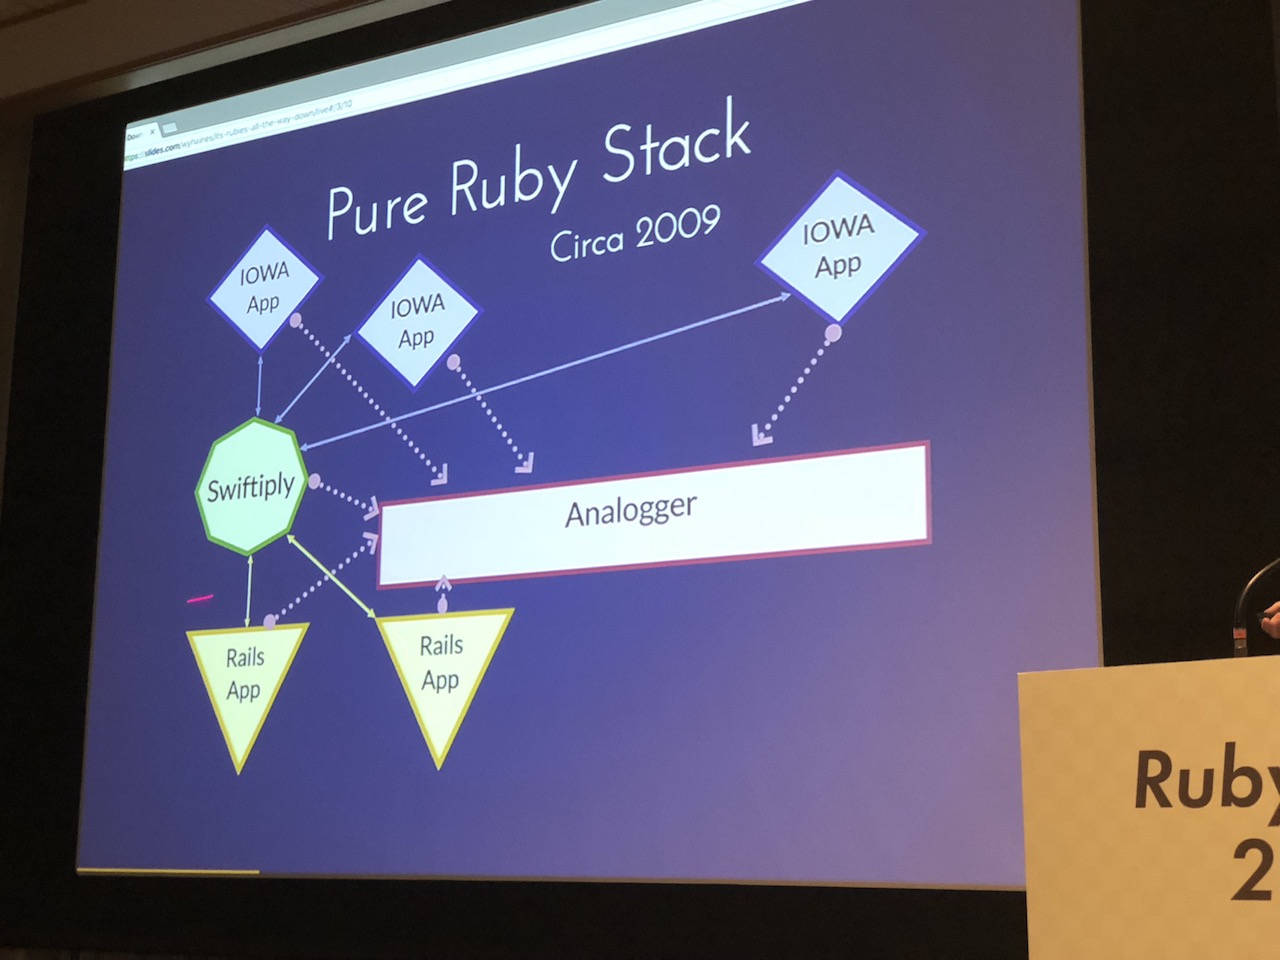 Down
https://slides.com/wyhaines/its-rubies-all-the-way-down/live#/3/10
Pure Ruby Stack
Circa 2009
IOWA
App
IOWA
App
IOWA
App
Swiftiply
Analogger
Rails
App
Rails
App
Ruby
2